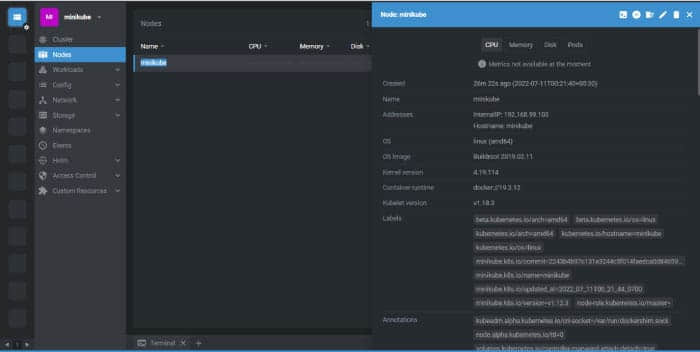 MI minikube
Cluster
Nodes
Workloads
Config
Network
Storage
Namespaces
Events
Helm
Access Control
Custom Resources
Nodes 1
Name CPU Memory Disk
minikube
Terminal
1
Node: minikube
CPU Memory Disk Pods
Metrics not available at the moment
Created 26m 22s ago (2022-07-11T00:21:40+05:30)
Name minikube
Addresses InternalIP: 192.168.99.100
Hostname: minikube
OS linux (amd64)
OS Image Buildroot 2019.02.11
Kernel version 4.19.114
Container runtime docker://19.3.12
Kubelet version v1.18.3
Labels beta.kubernetes.io/arch=amd64 beta.kubernetes.io/os=linux
kubernetes.io/arch=amd64 kubernetes.io/hostname=minikube
kubernetes.io/os=linux
minikube.k8s.io/name=minikube
minikube.k8s.io/updated_at=2022_07_11T00_21_44_0700
minikube.k8s.io/version=v1.12.3 node-role.kubernetes.io/master=
Annotations kubeadm.alpha.kubernetes.io/cri-socket=/var/run/dockershim.sock
node.alpha.kubernetes.io/ttl=0
volumes.kubernetes.io/controller-managed-attach-detach=true